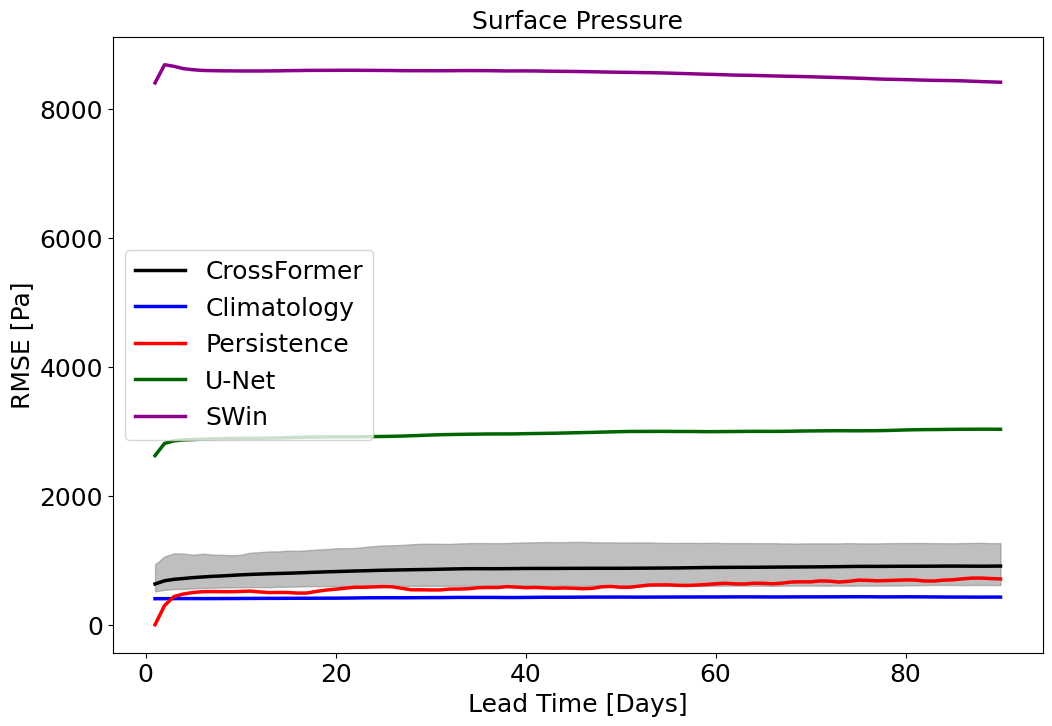 Surface Pressure
RMSE [Pa]
8000
6000
4000
2000
0
CrossFormer
Climatology
Persistence
U-Net
SWin
0
20
40
60
80
Lead Time [Days]